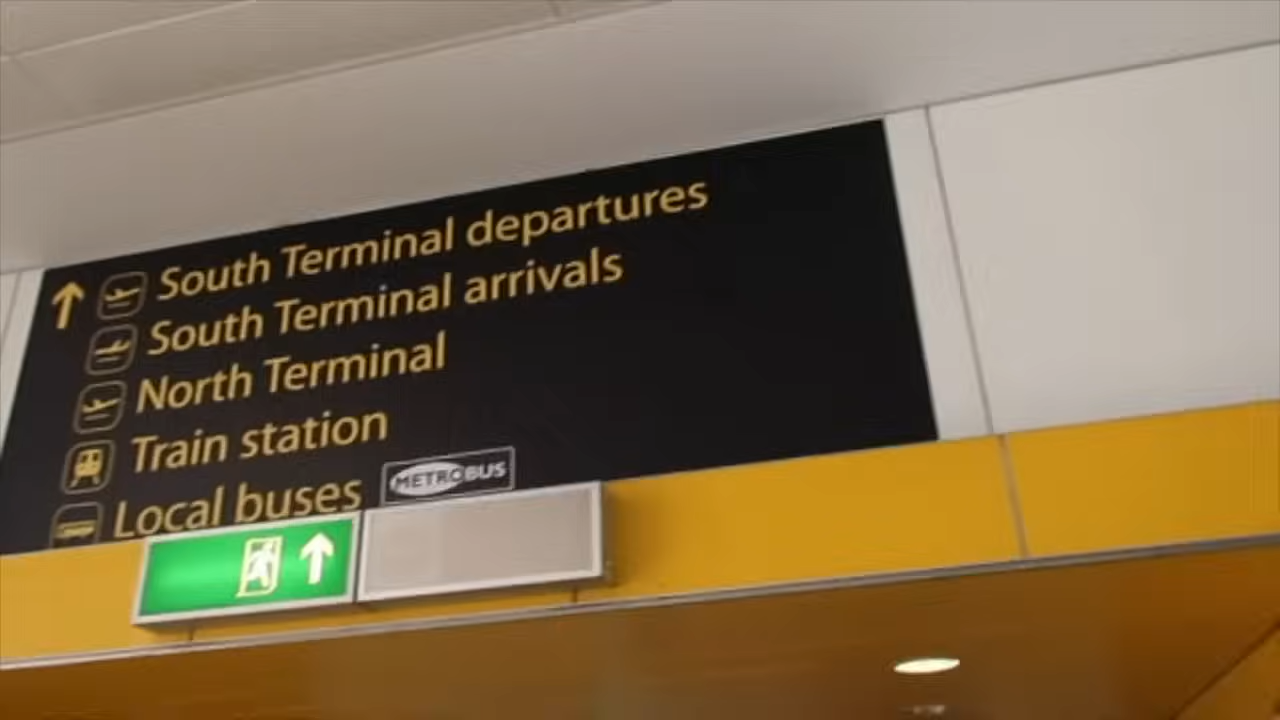 South Terminal departures
South Terminal arrivals
North Terminal
Train station
Local buses METROBUS